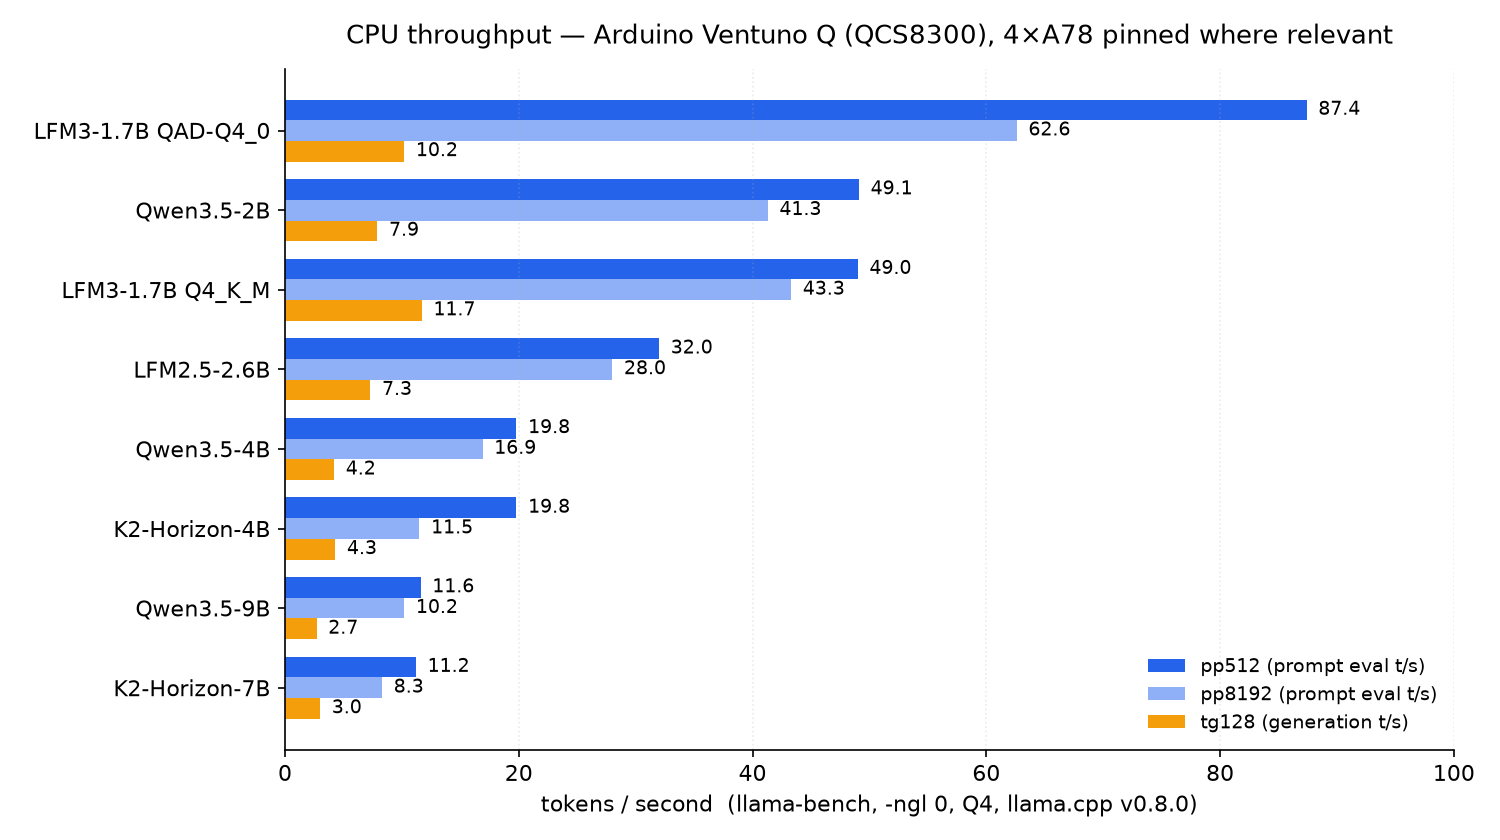 CPU throughput — Arduino Ventuno Q (QCS8300), 4×A78 pinned where relevant
LFM3-1.7B QAD-Q4_0
87.4
62.6
10.2
Qwen3.5-2B
49.1
41.3
7.9
LFM3-1.7B Q4_K_M
49.0
43.3
11.7
LFM2.5-2.6B
32.0
28.0
7.3
Qwen3.5-4B
19.8
16.9
4.2
K2-Horizon-4B
19.8
11.5
4.3
Qwen3.5-9B
11.6
10.2
2.7
K2-Horizon-7B
11.2
8.3
3.0
pp512 (prompt eval t/s)
pp8192 (prompt eval t/s)
tg128 (generation t/s)
0 20 40 60 80 100
tokens / second (llama-bench, -ngl 0, Q4, llama.cpp v0.8.0)